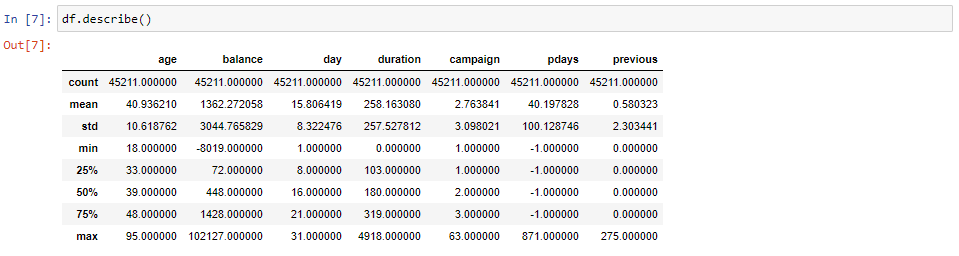 In [7]: df.describe()
Out[7]:
age balance day duration campaign pdays previous
count 45211.000000 45211.000000 45211.000000 45211.000000 45211.000000 45211.000000 45211.000000
mean 40.936210 1362.272058 15.806419 258.163080 2.763841 40.197828 0.580323
std 10.618762 3044.765829 8.322476 257.527812 3.098021 100.128746 2.303441
min 18.000000 -8019.000000 1.000000 0.000000 1.000000 -1.000000 0.000000
25% 33.000000 72.000000 8.000000 103.000000 1.000000 -1.000000 0.000000
50% 39.000000 448.000000 16.000000 180.000000 2.000000 -1.000000 0.000000
75% 48.000000 1428.000000 21.000000 319.000000 3.000000 -1.000000 0.000000
max 95.000000 102127.000000 31.000000 4918.000000 63.000000 871.000000 275.000000